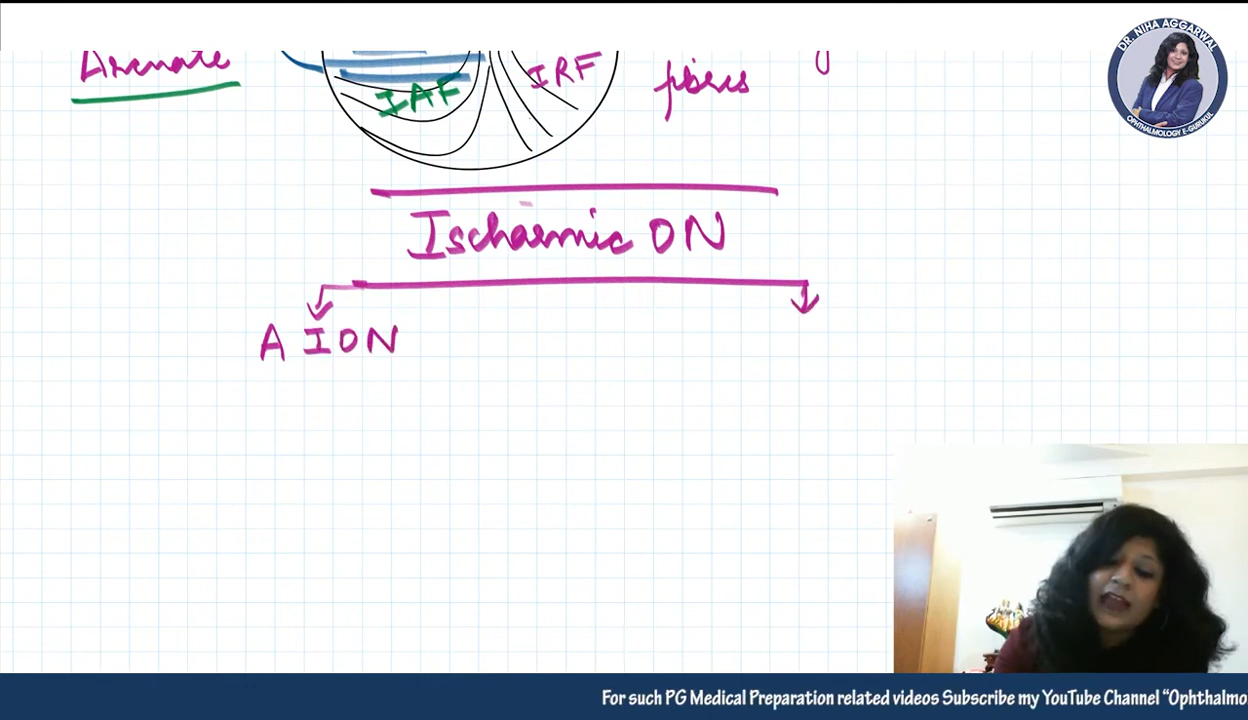 DR. NIHA AGGARWAL
OPHTHALMOLOGY E-GURUKUL
Arcuate
IAF
IRF
Ischaemic ON
A ION
For such PG Medical Preparation related videos Subscribe my YouTube Channel "Ophthalmo